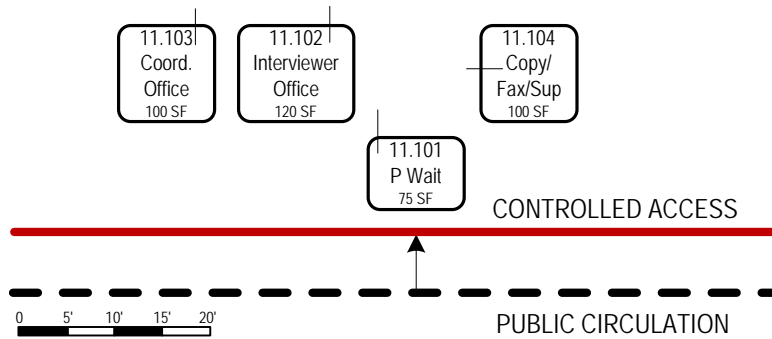 11.103
Coord.
Office
100 SF
11.102
Interviewer
Office
120 SF
11.104
Copy/
Fax/Sup
100 SF
11.101
P Wait
75 SF
CONTROLLED ACCESS
0 5' 10' 15' 20'
PUBLIC CIRCULATION